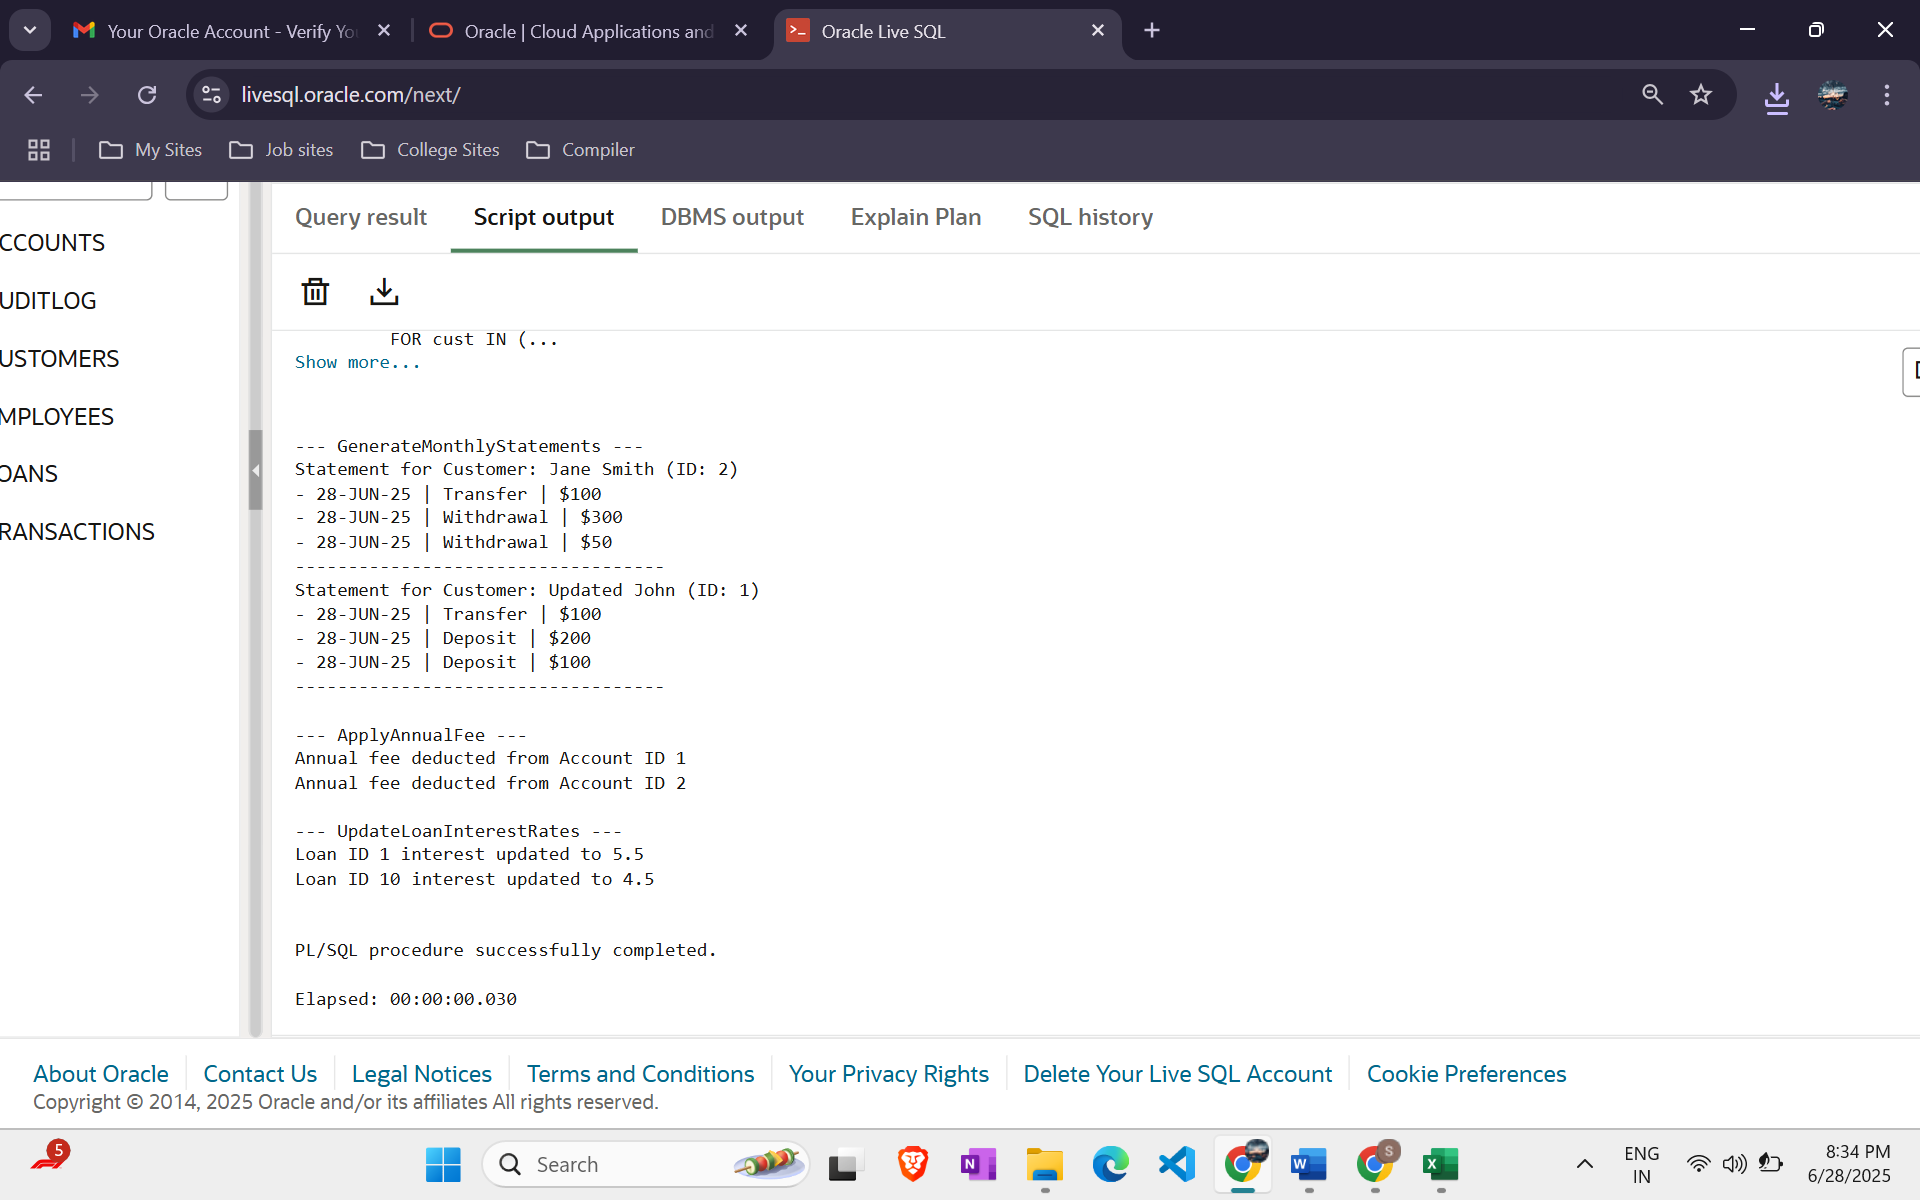 Your Oracle Account - Verify Yo
Oracle | Cloud Applications and
Oracle Live SQL
livesql.oracle.com/next/
My Sites
Job sites
College Sites
Compiler
CCOUNTS
UDITLOG
USTOMERS
MPLOYEES
OANS
RANSACTIONS
Query result
Script output
DBMS output
Explain Plan
SQL history
FOR cust IN (...
Show more...
--- GenerateMonthlyStatements ---
Statement for Customer: Jane Smith (ID: 2)
- 28-JUN-25 | Transfer | $100
- 28-JUN-25 | Withdrawal | $300
- 28-JUN-25 | Withdrawal | $50
-----------------------------------
Statement for Customer: Updated John (ID: 1)
- 28-JUN-25 | Transfer | $100
- 28-JUN-25 | Deposit | $200
- 28-JUN-25 | Deposit | $100
-----------------------------------
--- ApplyAnnualFee ---
Annual fee deducted from Account ID 1
Annual fee deducted from Account ID 2
--- UpdateLoanInterestRates ---
Loan ID 1 interest updated to 5.5
Loan ID 10 interest updated to 4.5
PL/SQL procedure successfully completed.
Elapsed: 00:00:00.030
About Oracle
Contact Us
Legal Notices
Terms and Conditions
Your Privacy Rights
Delete Your Live SQL Account
Cookie Preferences
Copyright © 2014, 2025 Oracle and/or its affiliates All rights reserved.
5
Search
N
W
S
X
ENG
IN
8:34 PM
6/28/2025